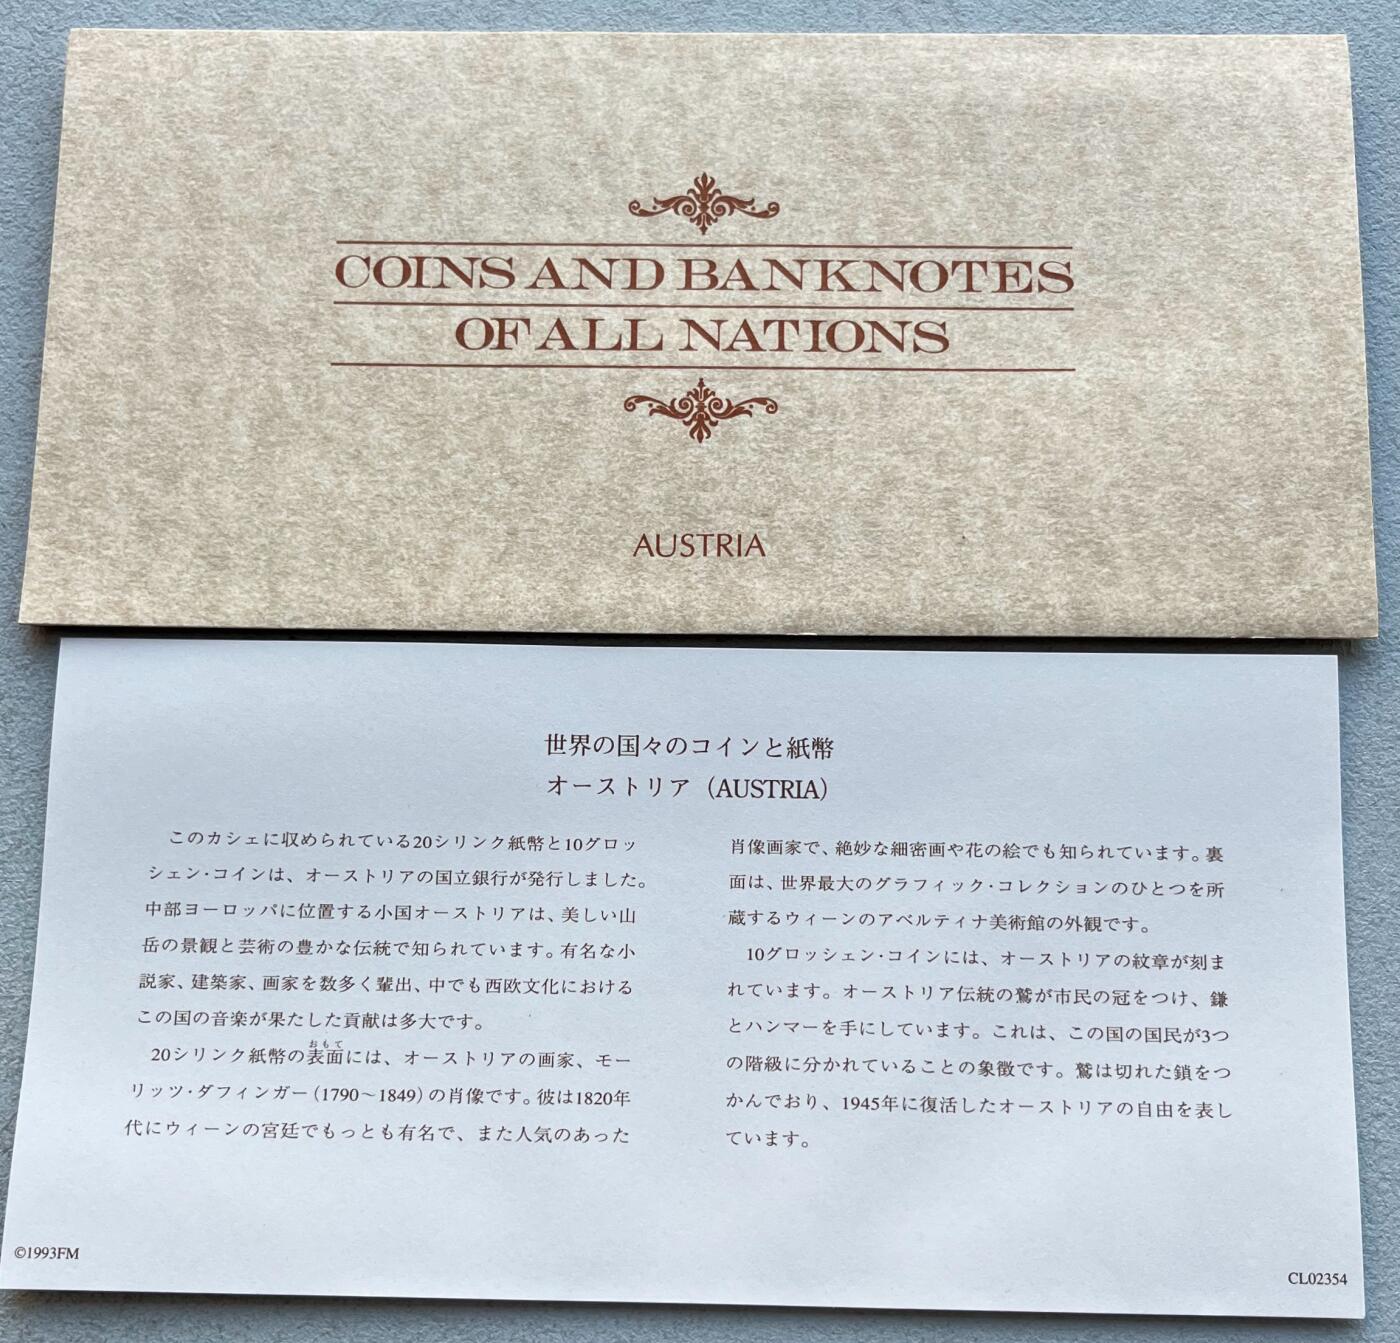 COINS AND BANKNOTES
OF ALL NATIONS
AUSTRIA
世界の国々のコインと紙幣
オーストリア（AUSTRIA）
このカシェに収められている20シリンク紙幣と10グロッ
シェン・コインは、オーストリアの国立銀行が発行しました。
中部ヨーロッパに位置する小国オーストリアは、美しい山
岳の景観と芸術の豊かな伝統で知られています。有名な小
説家、建築家、画家を数多く輩出、中でも西欧文化における
この国の音楽が果たした貢献は多大です。
おもて
20シリンク紙幣の表面には、オーストリアの画家、モー
リッツ・ダフィンガー（1790〜1849）の肖像です。彼は1820年
代にウィーンの宮廷でもっとも有名で、また人気のあった
肖像画家で、絶妙な細密画や花の絵でも知られています。裏
面は、世界最大のグラフィック・コレクションのひとつを所
蔵するウィーンのアベルティナ美術館の外観です。
10グロッシェン・コインには、オーストリアの紋章が刻ま
れています。オーストリア伝統の鷲が市民の冠をつけ、鎌
とハンマーを手にしています。これは、この国の国民が3つ
の階級に分かれていることの象徴です。鷲は切れた鎖をつ
かんでおり、1945年に復活したオーストリアの自由を表し
ています。
©1993FM
CL02354